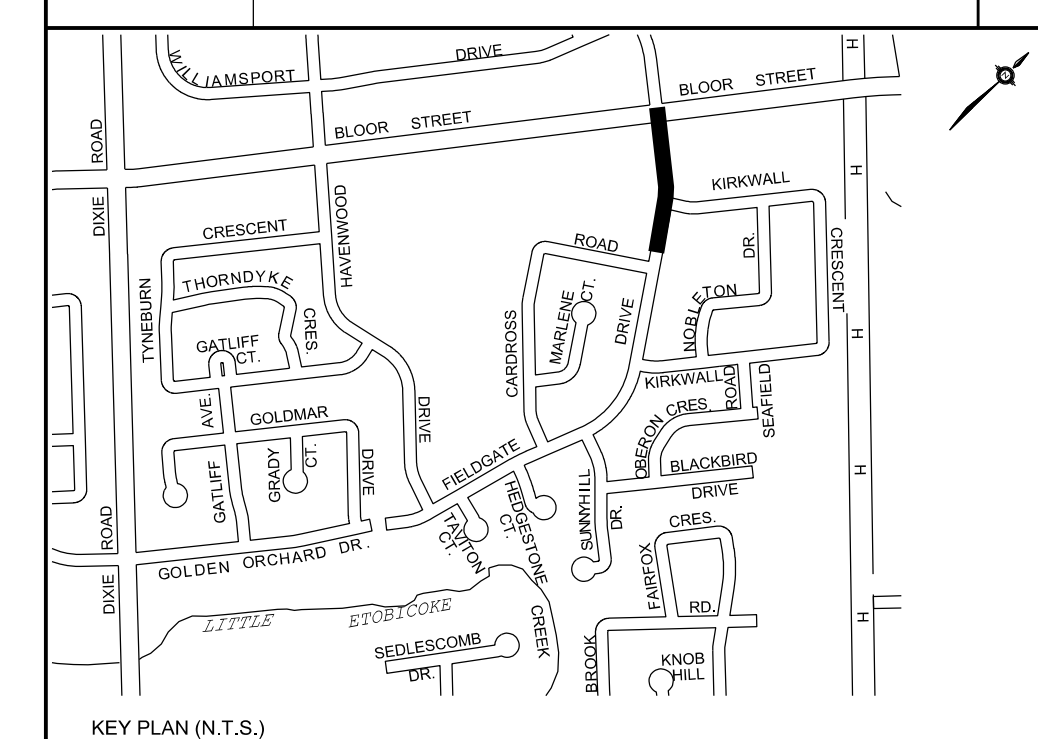 WILLIAMSPORT
DRIVE
BLOOR STREET
BLOOR STREET
H
ROAD
DIXIE
HAVENWOOD
KIRKWALL
H
CRESCENT
ROAD
DR.
CRESCENT
THORNDYKE
CRES.
TYNEBURN
MARLENE
CT.
DRIVE
NOBLETON
H
GATLIFF
CT.
CARDROSS
KIRKWALL
ROAD
SEAFIELD
AVE.
GOLDMAR
DRIVE
OBERON CRES.
GATLIFF
GRADY
CT.
DRIVE
FIELDGATE
BLACKBIRD
DRIVE
H
HEDGESTONE
CT.
SUNNYHILL
DR.
TAVITON
CT.
CRES.
ROAD
DIXIE
GOLDEN ORCHARD DR.
FAIRFOX
RD.
H
LITTLE ETOBICOKE
CREEK
SEDLESCOMB
DR.
BROOK
KNOB
HILL
N
KEY PLAN (N.T.S.)